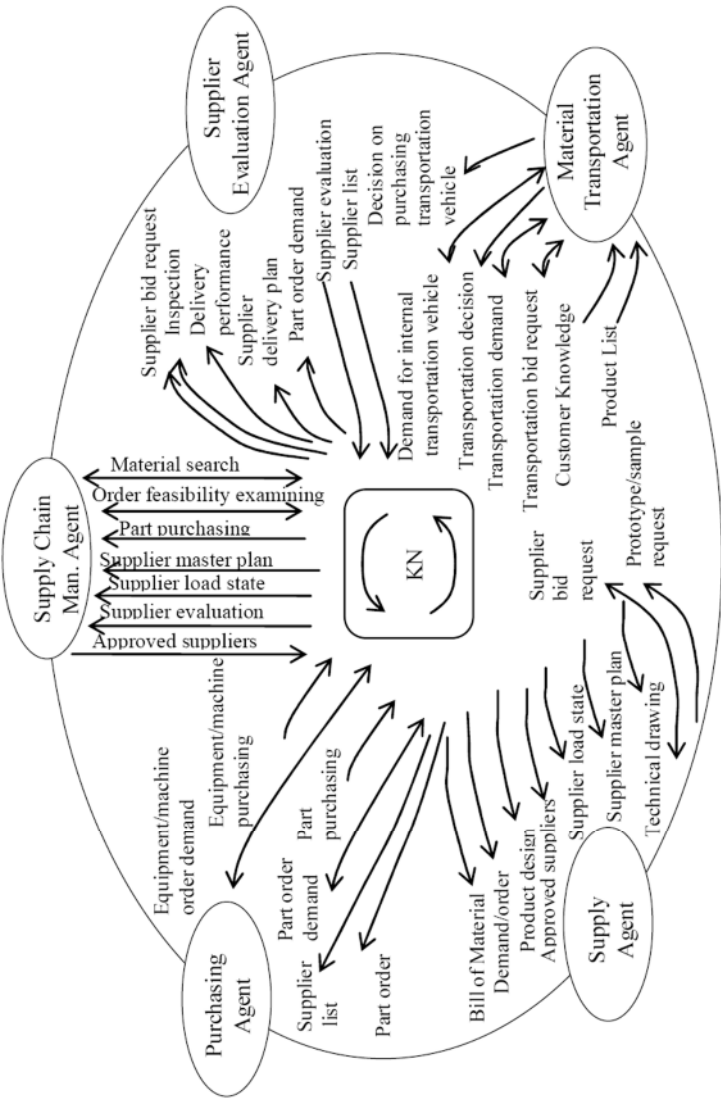 Supply Chain
Man. Agent
Supplier
Evaluation Agent
Purchasing
Agent
Supply
Agent
Material
Transportation
Agent
KN
Material search
Order feasibility examining
Part purchasing
Supplier master plan
Supplier load state
Supplier evaluation
Approved suppliers
Supplier bid request
Inspection
Delivery
performance
Supplier
delivery plan
Part order demand
Supplier evaluation
Supplier list
Decision on
purchasing
transportation
vehicle
Demand for internal
transportation vehicle
Transportation decision
Transportation demand
Transportation bid request
Customer Knowledge
Product List
Equipment/machine
order demand
Equipment/machine
purchasing
Part
purchasing
Part order
demand
Supplier
list
Part order
Bill of Material
Demand/order
Product design
Approved suppliers
Supplier load state
Supplier master plan
Technical drawing
Supplier
bid
request
Prototype/sample
request